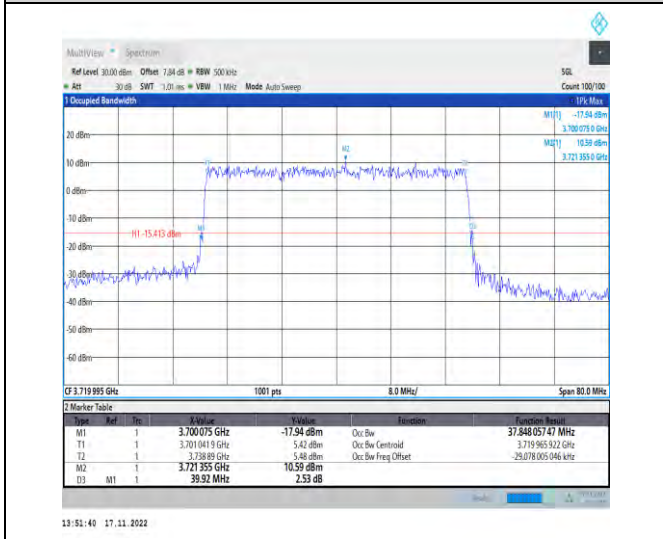 MultiView Spectrum
Ref Level 30.00 dBm Offset 7.84 dB RBW 500 kHz SGL
Att 30 dB SWT 1.01 ms VBW 1 MHz Mode Auto Sweep Count 100/100
1 Occupied Bandwidth 1Pk Max
M1[1] -17.94 dBm
3.700 075 0 GHz
M2[1] 10.59 dBm
3.721 355 0 GHz
20 dBm
M2
10 dBm
0 dBm
-10 dBm
H1 -15.413 dBm
-20 dBm
-30 dBm
-40 dBm
-50 dBm
-60 dBm
CF 3.719 995 GHz 1001 pts 8.0 MHz/ Span 80.0 MHz
2 Marker Table
Type Ref Trc X-Value Y-Value Function Function Result
M1 1 3.700 075 GHz -17.94 dBm Occ Bw 37.848 057 47 MHz
T1 1 3.701 041 9 GHz 5.42 dBm Occ Bw Centroid 3.719 965 922 GHz
T2 1 3.738 89 GHz 5.48 dBm Occ Bw Freq Offset -29.078 005 046 kHz
M2 1 3.721 355 GHz 10.59 dBm
D3 M1 1 39.92 MHz 2.53 dB
13:51:40 17.11.2022